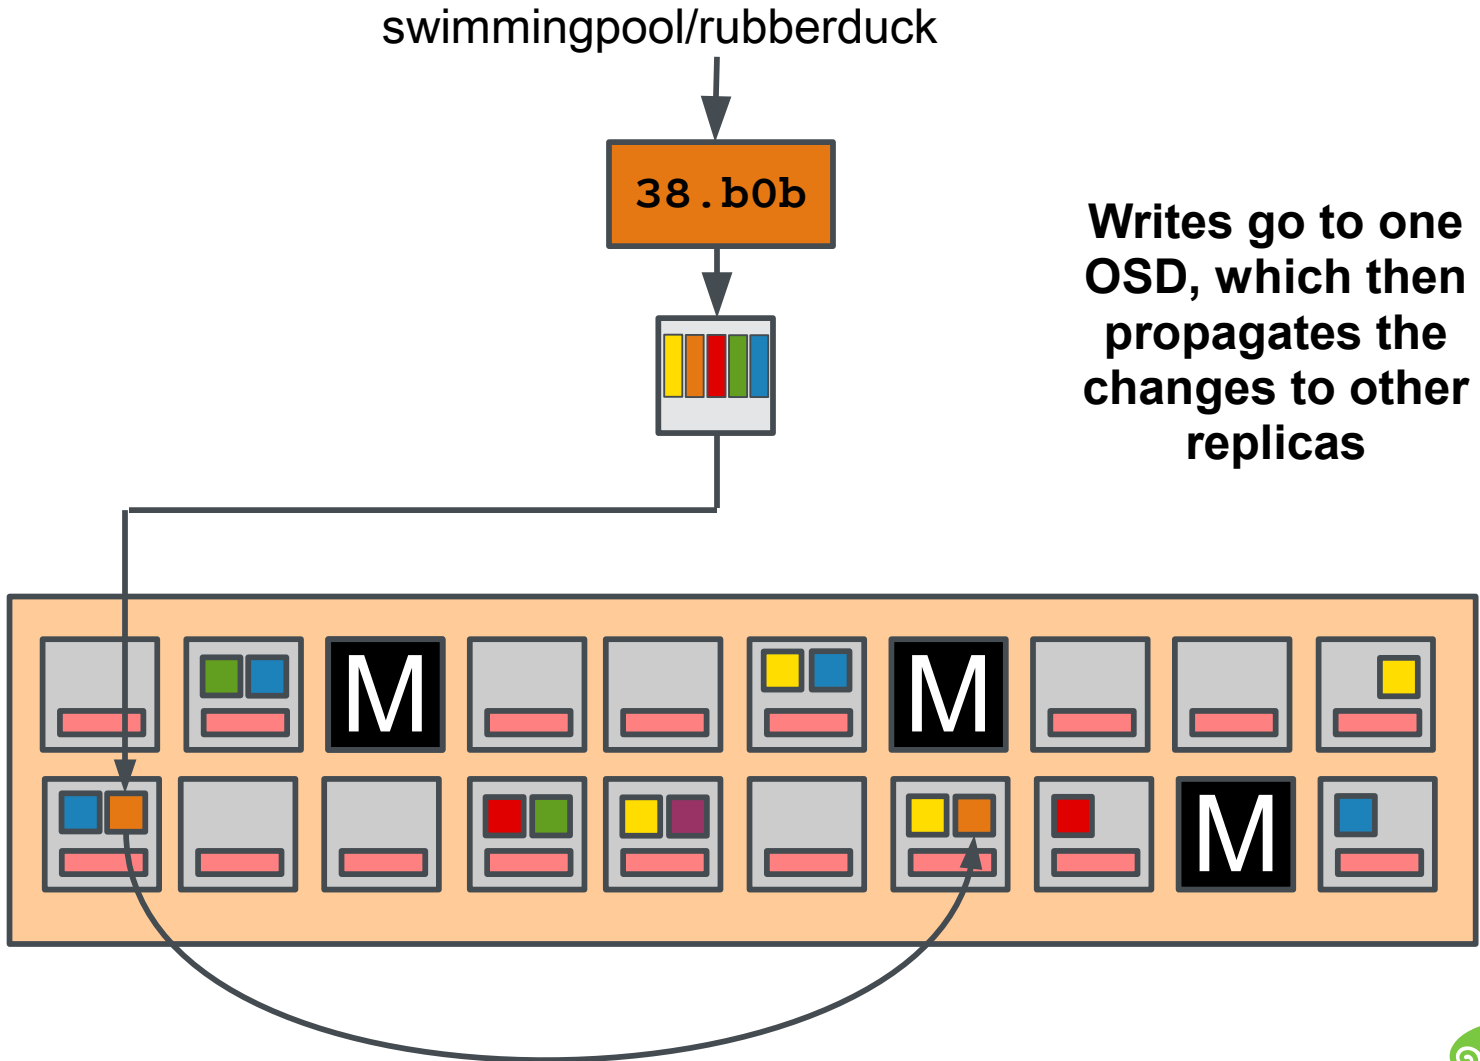 swimmingpool/rubberduck
38.b0b
Writes go to one
OSD, which then
propagates the
changes to other
replicas
M
M
M